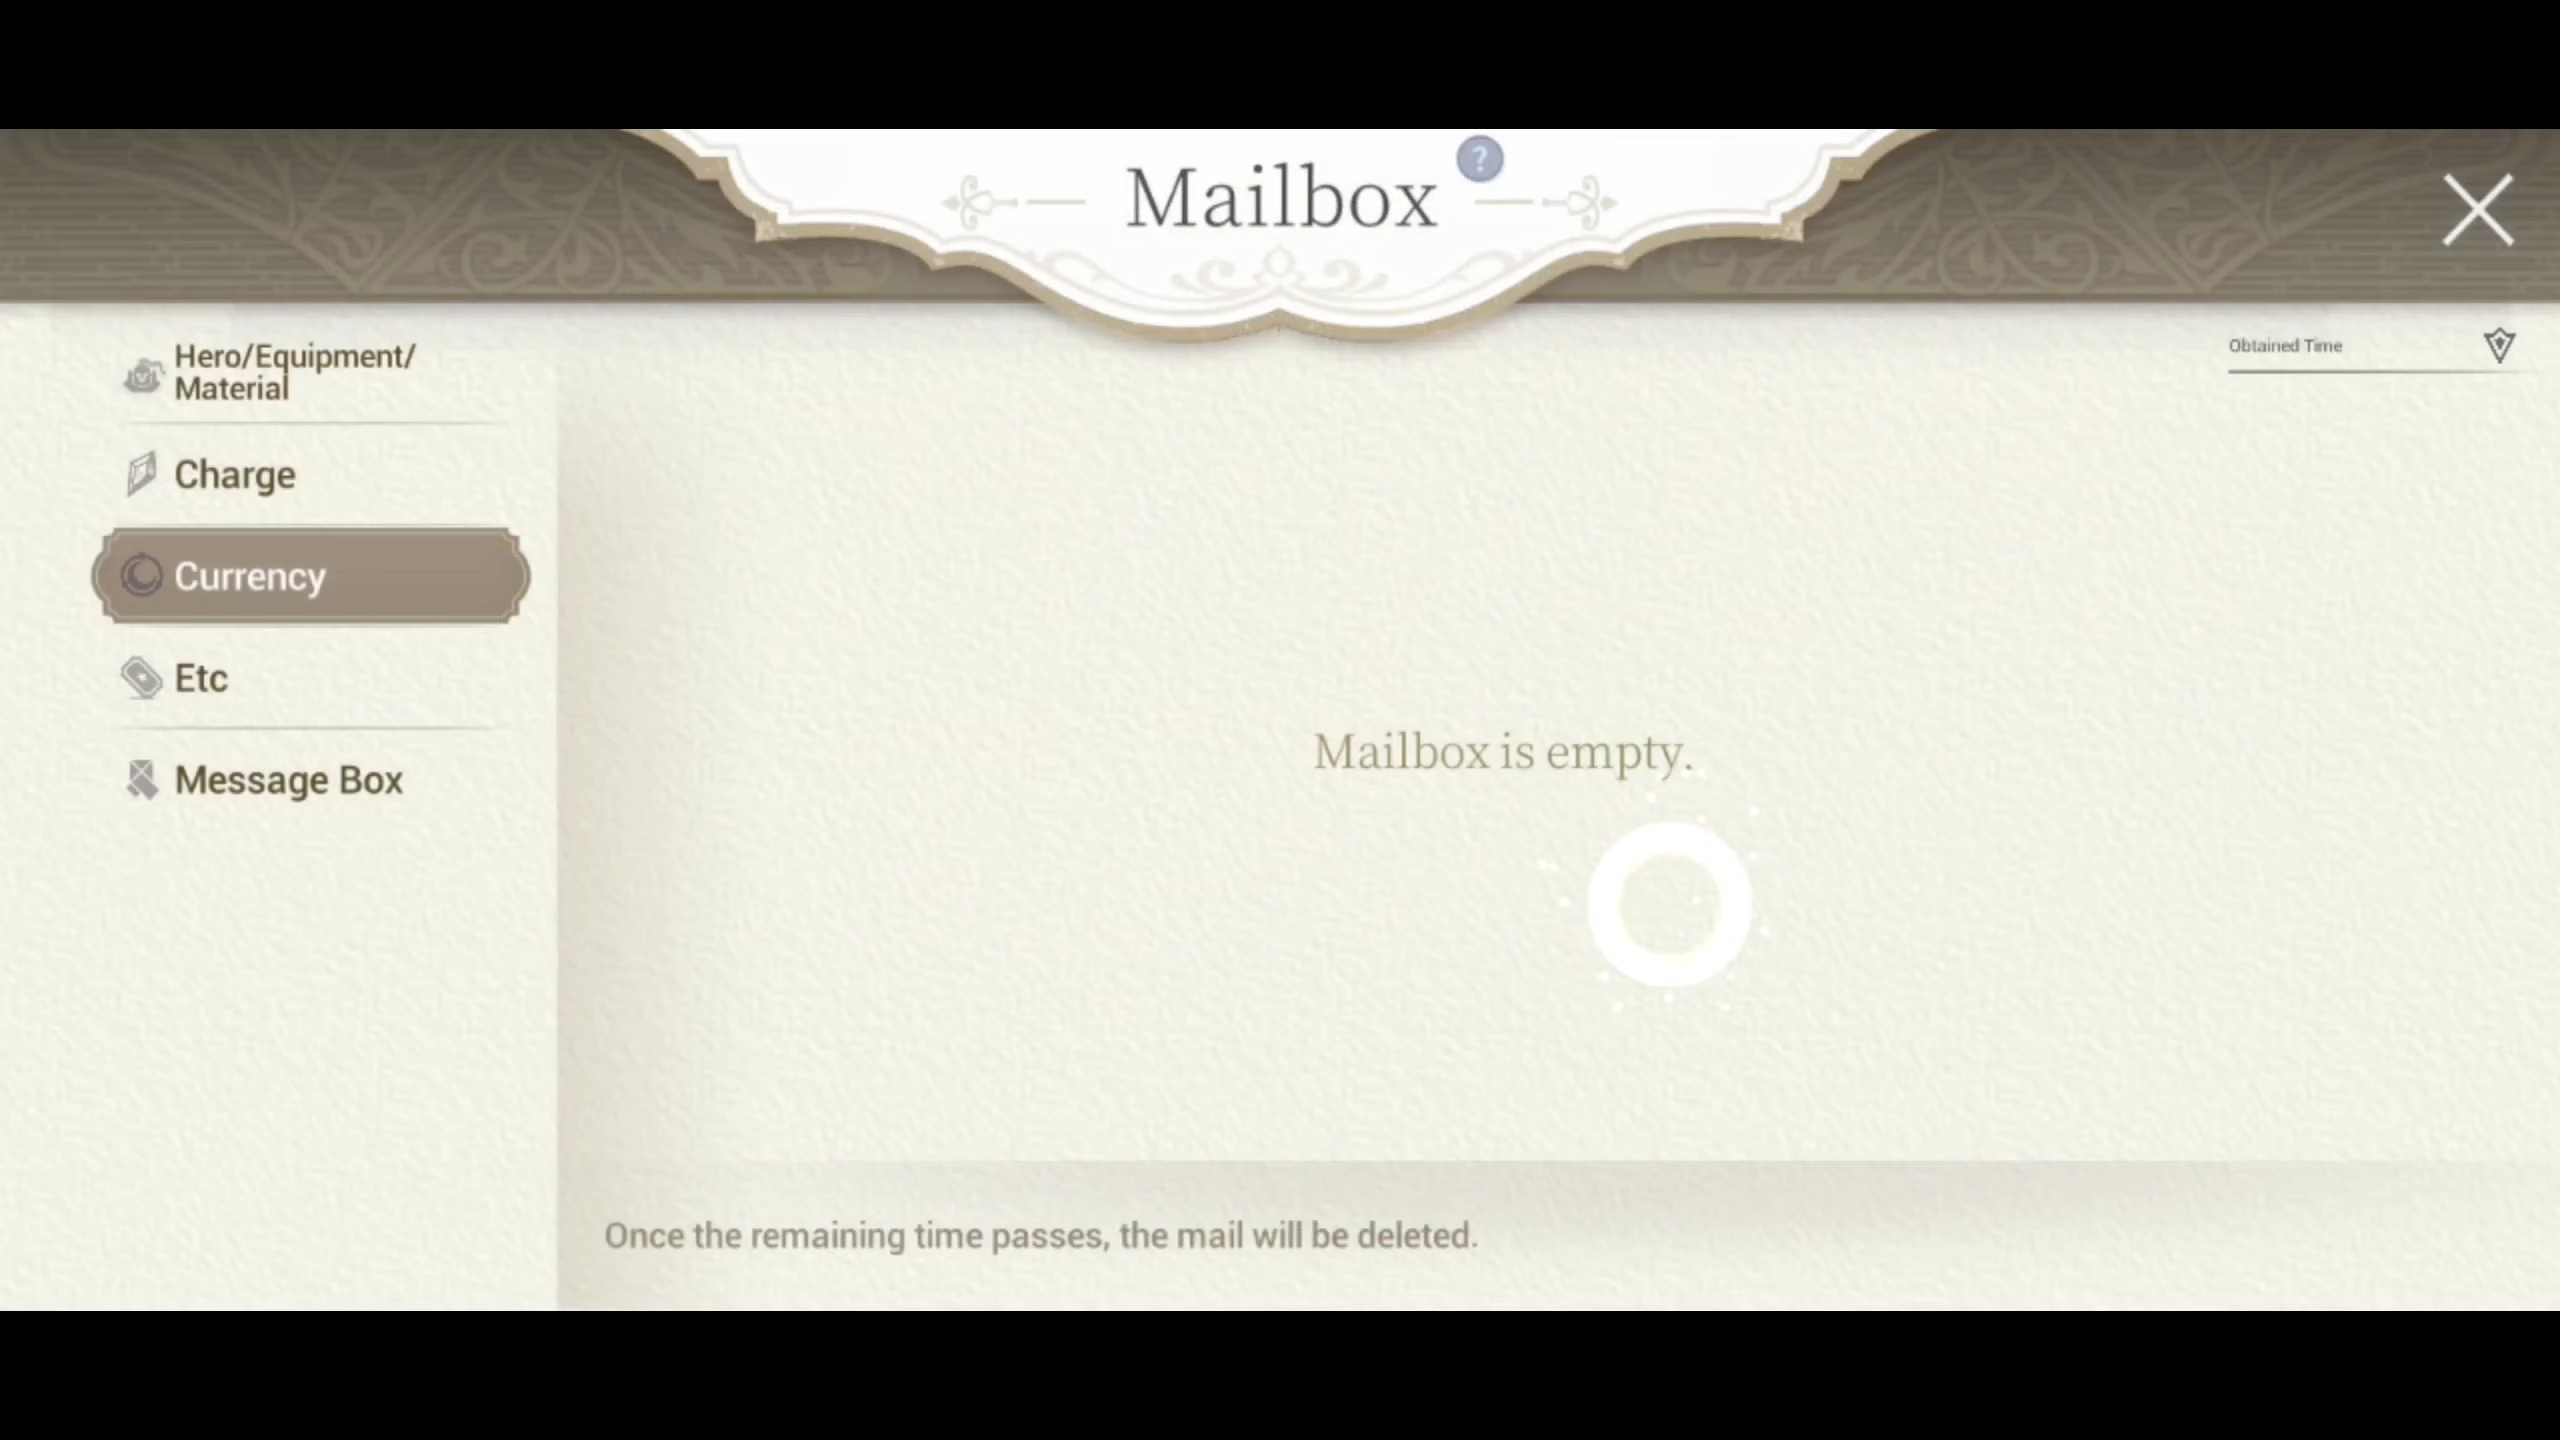 Mailbox
?
Obtained Time
Hero/Equipment/
Material
Charge
Currency
Etc
Message Box
Mailbox is empty.
Once the remaining time passes, the mail will be deleted.